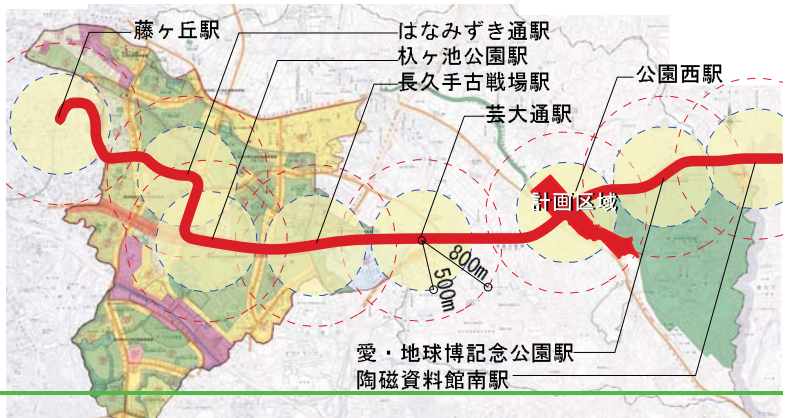 藤ヶ丘駅
はなみずき通駅
杁ヶ池公園駅
長久手古戦場駅
芸大通駅
公園西駅
計画区域
800m
500m
愛・地球博記念公園駅
陶磁資料館南駅